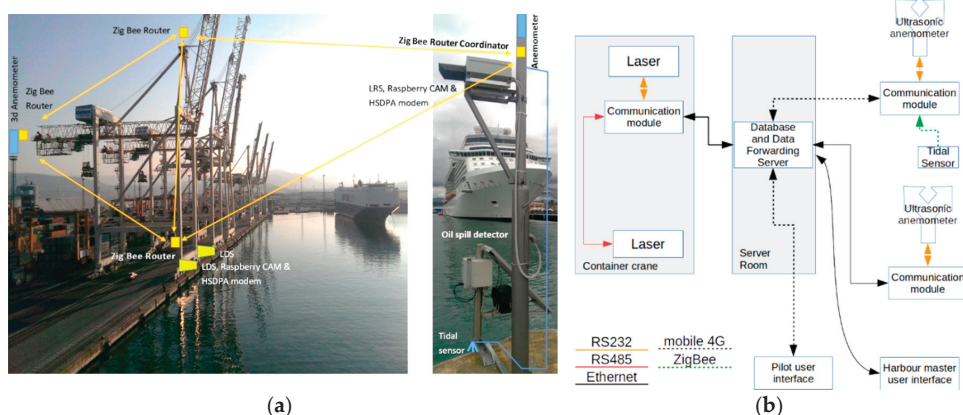 Zig Bee Router
Zig Bee
Router
3d Anemometer
Zig Bee Router
LDS
LDS, Raspberry CAM &
HSDPA modem
Zig Bee Router Coordinator
Anemometer
LRS, Raspberry CAM &
HSDPA modem
Oil spill detector
Tidal
sensor
(a)
Laser
Communication
module
Laser
Container crane
Database
and Data
Forwarding
Server
Server
Room
Ultrasonic
anemometer
Communication
module
Tidal
Sensor
Ultrasonic
anemometer
Communication
module
RS232
RS485
Ethernet
mobile 4G
ZigBee
Pilot user
interface
Harbour master
user interface
(b)